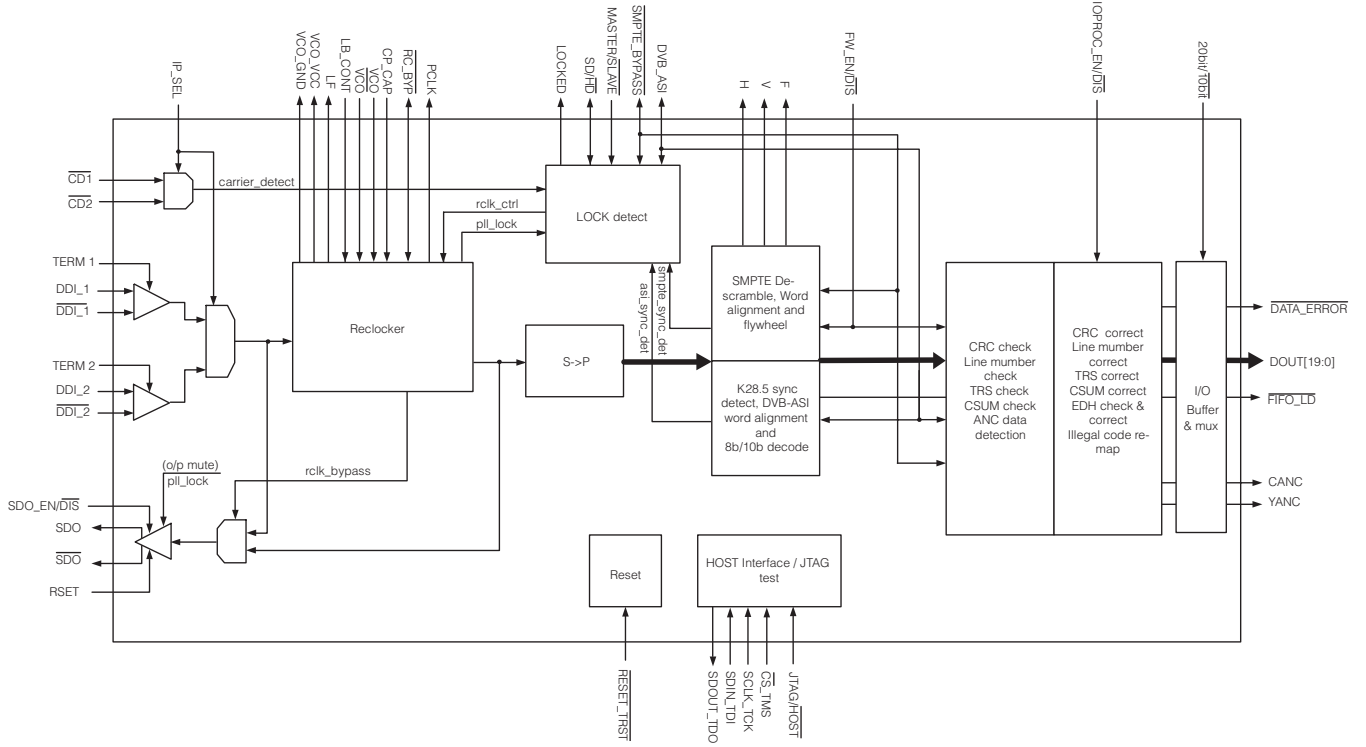 IP_SEL
VCO_GND
VCO_VCC
LF
LB_CONT
VCO
VCO
CP_CAP
RC_BYP
PCLK
LOCKED
SD/HD
MASTER/SLAVE
SMPTE_BYPASS
DVB_ASI
H
V
F
FW_EN/DIS
IOPROC_EN/DIS
20bit/10bit
CD1
CD2
carrier_detect
rclk_ctrl
pll_lock
LOCK detect
TERM 1
DDI_1
DDI_1
TERM 2
DDI_2
DDI_2
Reclocker
S->P
asi_sync_det
smpte_sync_det
SMPTE De-
scramble, Word
alignment and
flywheel
K28.5 sync
detect, DVB-ASI
word alignment
and
8b/10b decode
CRC check
Line number
check
TRS check
CSUM check
ANC data
detection
CRC correct
Line number
correct
TRS correct
CSUM correct
EDH check &
correct
Illegal code re-
map
I/O
Buffer
& mux
DATA_ERROR
DOUT[19:0]
FIFO_LD
CANC
YANC
rclk_bypass
(o/p mute)
pll_lock
SDO_EN/DIS
SDO
SDO
RSET
Reset
HOST Interface / JTAG
test
RESET_TRST
SDOUT_TDO
SDIN_TDI
SCLK_TCK
CS_TMS
JTAG/HOST